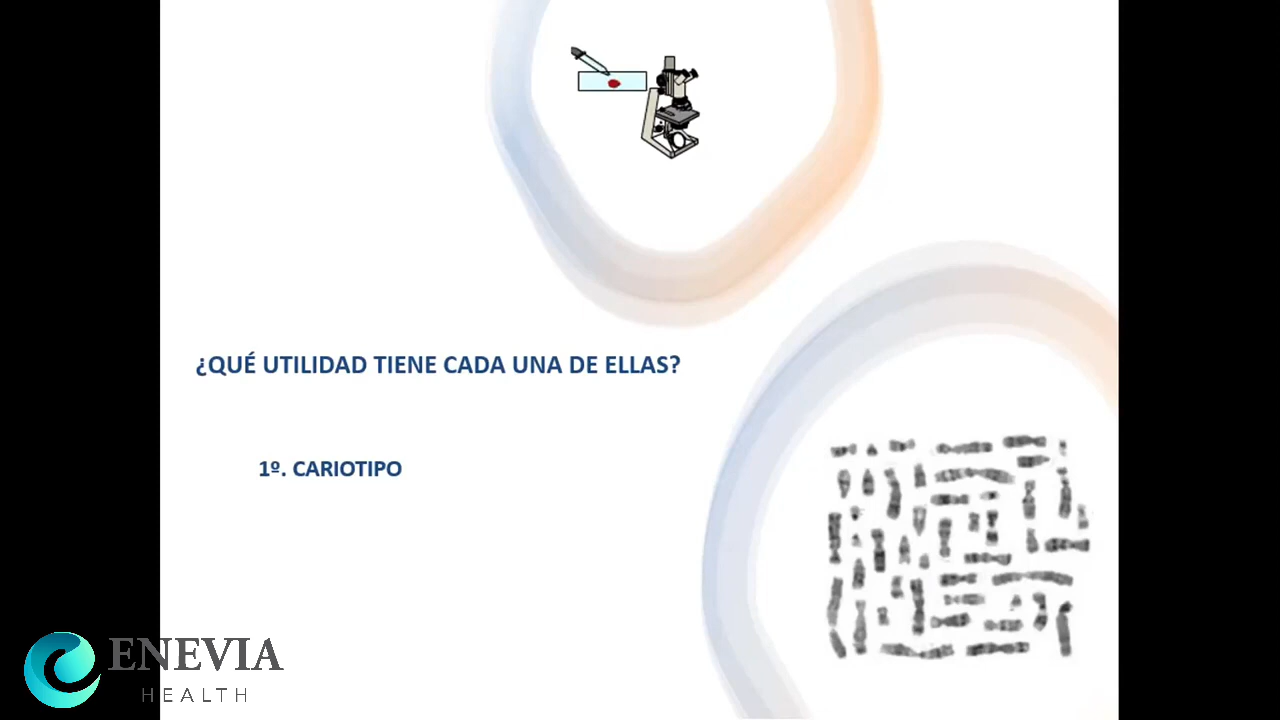 ¿QUÉ UTILIDAD TIENE CADA UNA DE ELLAS?
1º. CARIOTIPO
ENEVIA
HEALTH